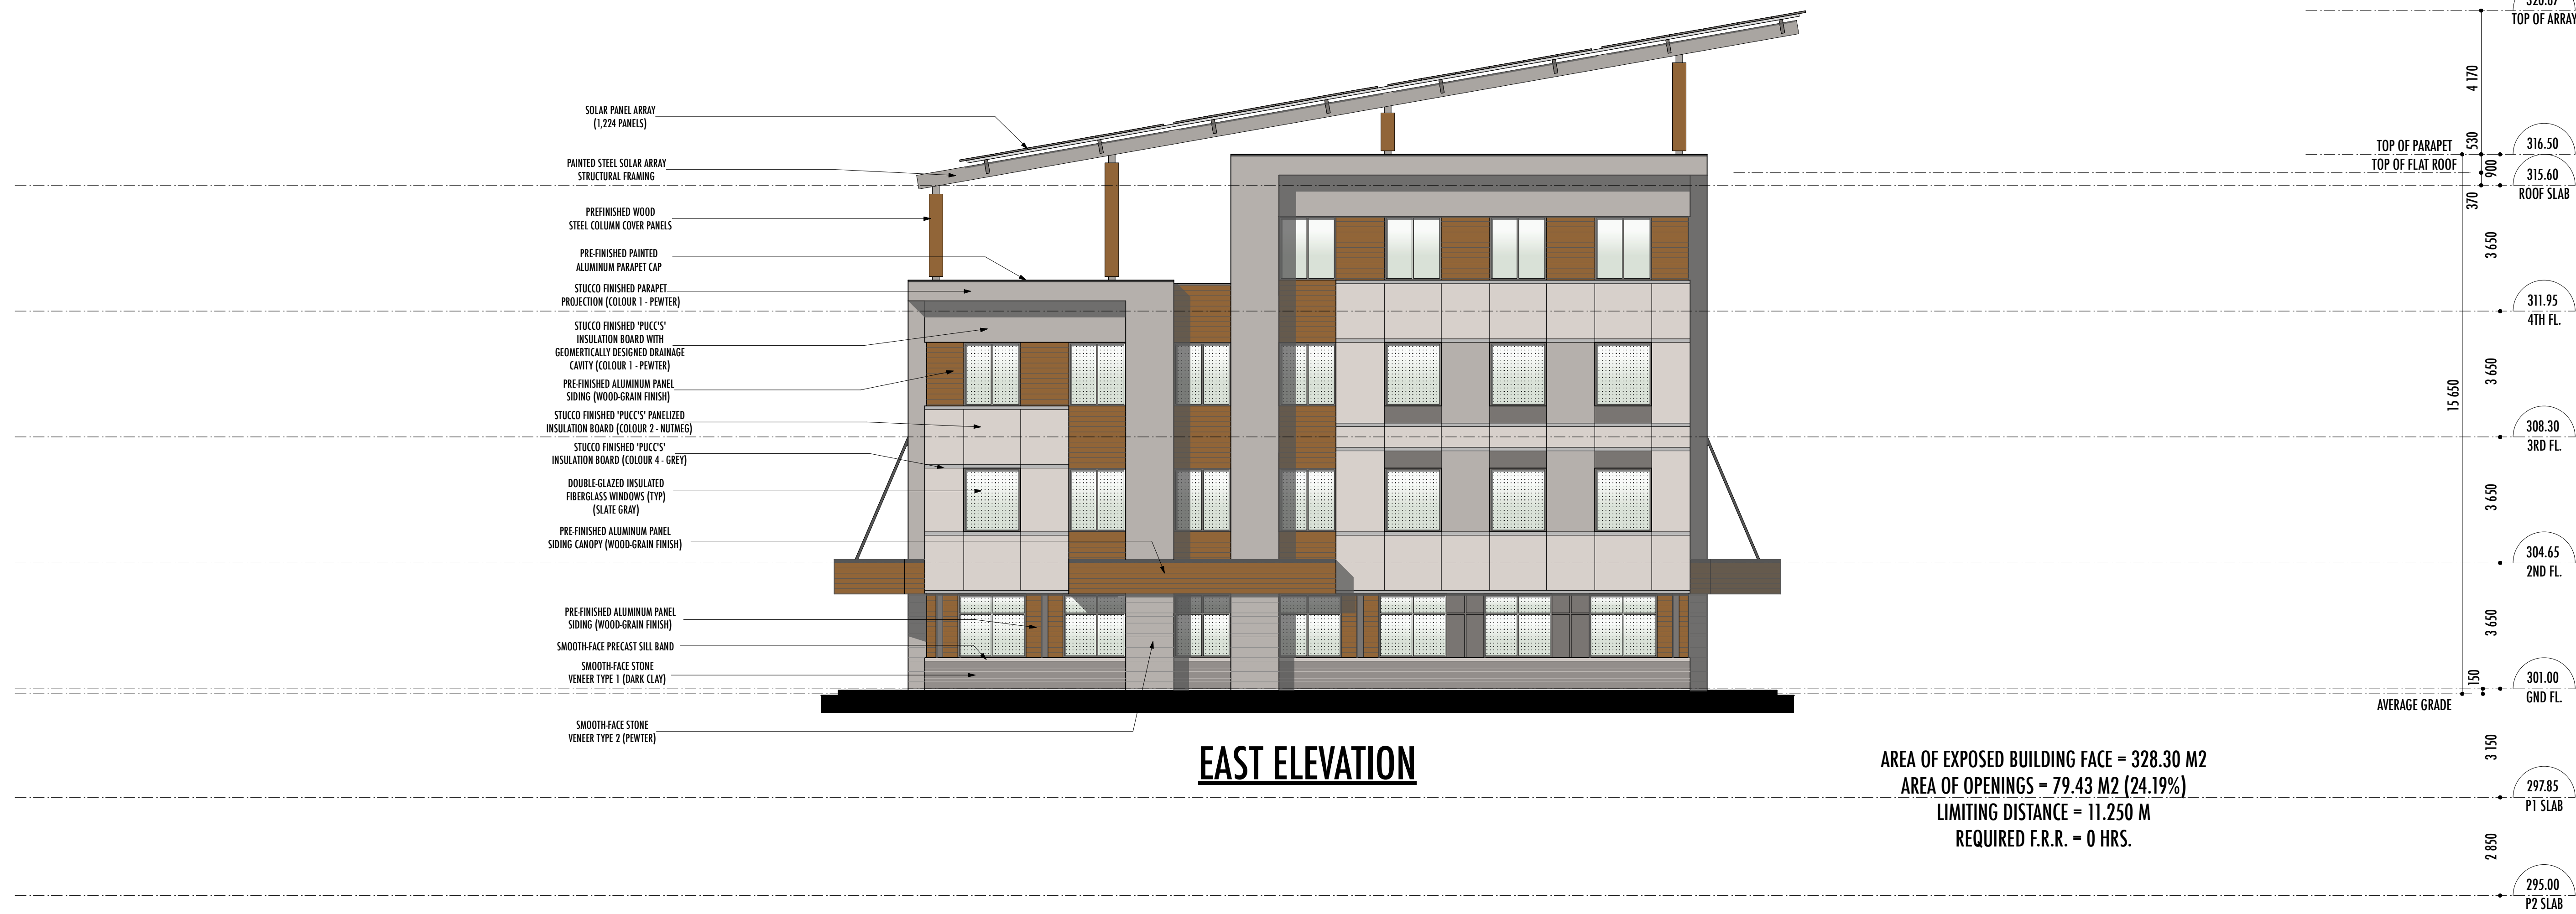 SOLAR PANEL ARRAY
(1,224 PANELS)
PAINTED STEEL SOLAR ARRAY
STRUCTURAL FRAMING
PREFINISHED WOOD
STEEL COLUMN COVER PANELS
PRE-FINISHED PAINTED
ALUMINUM PARAPET CAP
STUCCO FINISHED PARAPET
PROJECTION (COLOUR 1 - PEWTER)
STUCCO FINISHED 'PUCC'S'
INSULATION BOARD WITH
GEOMERTICALLY DESIGNED DRAINAGE
CAVITY (COLOUR 1 - PEWTER)
PRE-FINISHED ALUMINUM PANEL
SIDING (WOOD-GRAIN FINISH)
STUCCO FINISHED 'PUCC'S' PANELIZED
INSULATION BOARD (COLOUR 2 - NUTMEG)
STUCCO FINISHED 'PUCC'S'
INSULATION BOARD (COLOUR 4 - GREY)
DOUBLE-GLAZED INSULATED
FIBERGLASS WINDOWS (TYP)
(SLATE GRAY)
PRE-FINISHED ALUMINUM PANEL
SIDING CANOPY (WOOD-GRAIN FINISH)
PRE-FINISHED ALUMINUM PANEL
SIDING (WOOD-GRAIN FINISH)
SMOOTH-FACE PRECAST SILL BAND
SMOOTH-FACE STONE
VENEER TYPE 1 (DARK CLAY)
SMOOTH-FACE STONE
VENEER TYPE 2 (PEWTER)
EAST ELEVATION
AREA OF EXPOSED BUILDING FACE = 328.30 M2
AREA OF OPENINGS = 79.43 M2 (24.19%)
LIMITING DISTANCE = 11.250 M
REQUIRED F.R.R. = 0 HRS.
TOP OF ARRAY
4 170
530
TOP OF PARAPET
316.50
TOP OF FLAT ROOF
900
315.60
ROOF SLAB
370
3 650
311.95
4TH FL.
3 650
15 650
308.30
3RD FL.
3 650
304.65
2ND FL.
3 650
150
301.00
GND FL.
AVERAGE GRADE
3 150
297.85
P1 SLAB
2 850
295.00
P2 SLAB